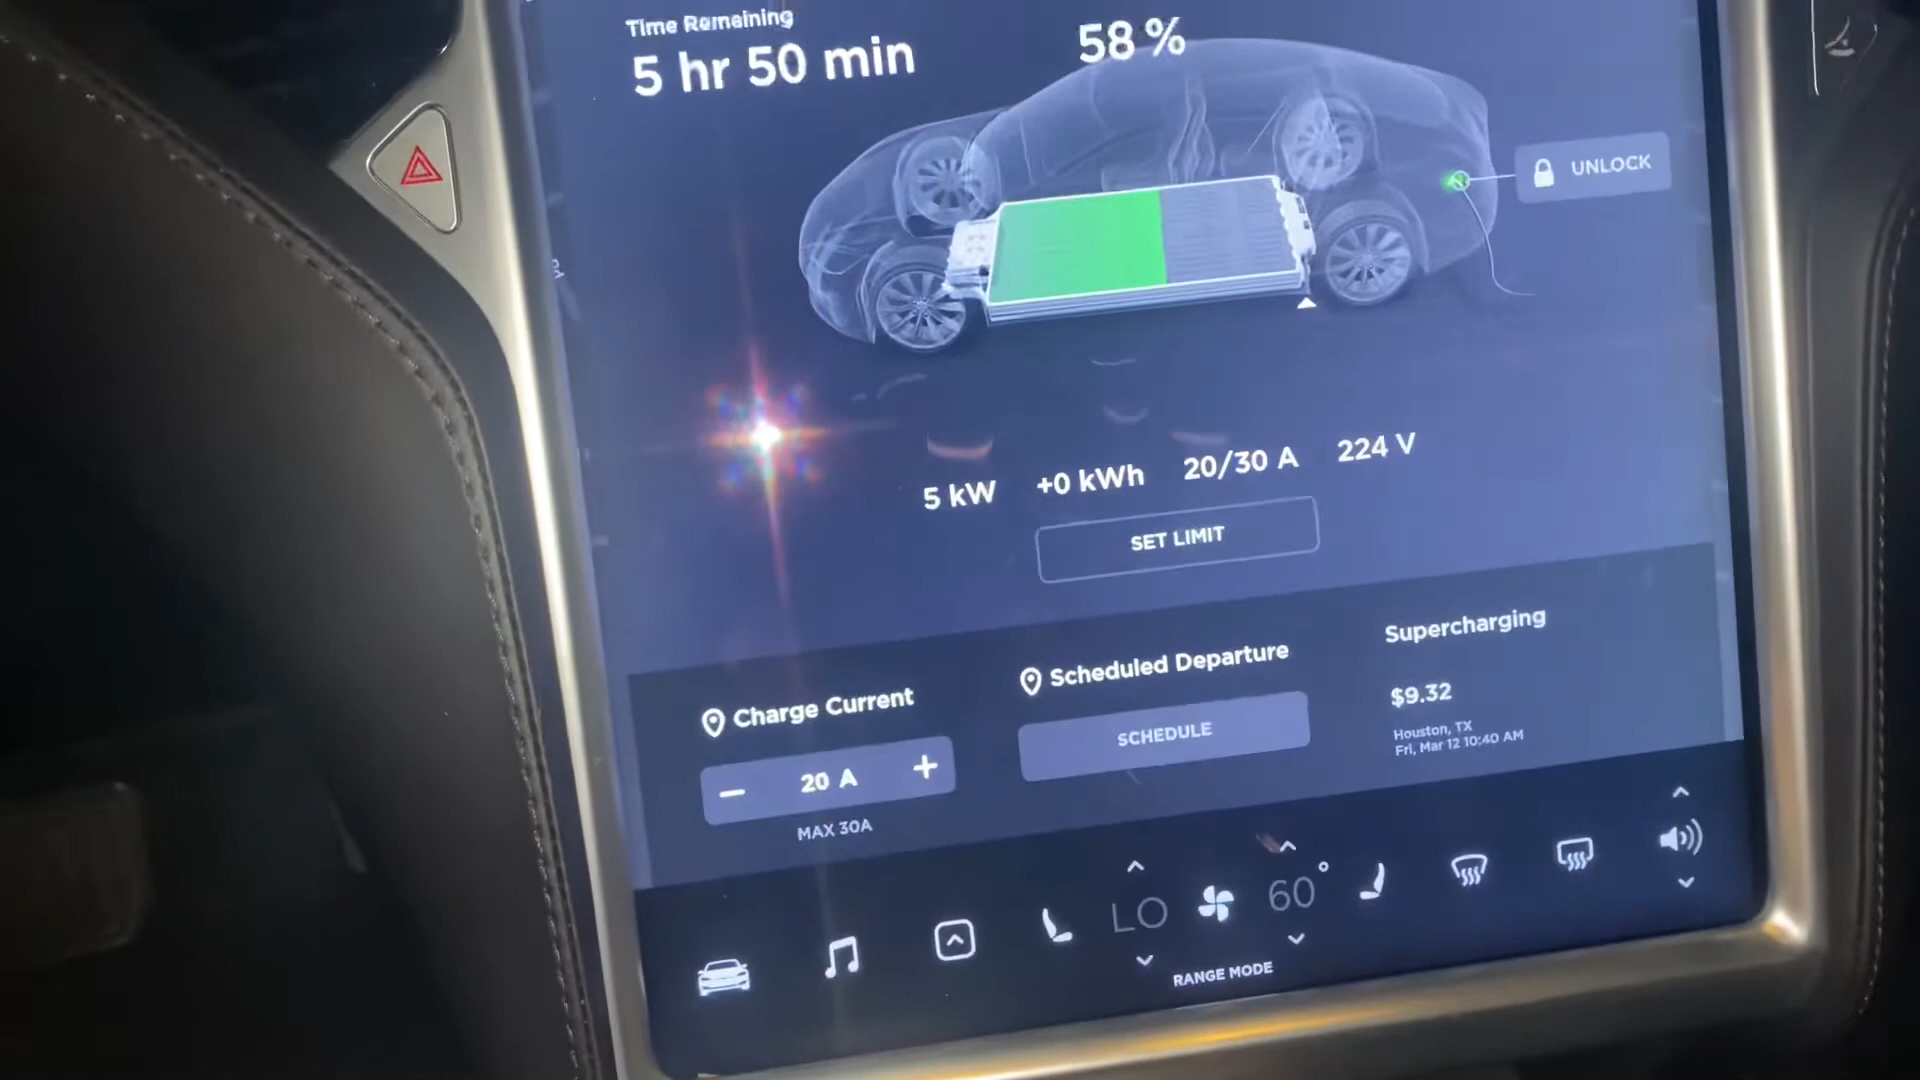 Time Remaining
5 hr 50 min
58 %
UNLOCK
5 kW +0 kWh 20/30 A 224 V
SET LIMIT
Charge Current
Scheduled Departure
Supercharging
− 20 A +
SCHEDULE
$9.32
MAX 30A
Houston, TX
Fri, Mar 12 10:40 AM
LO
60°
RANGE MODE